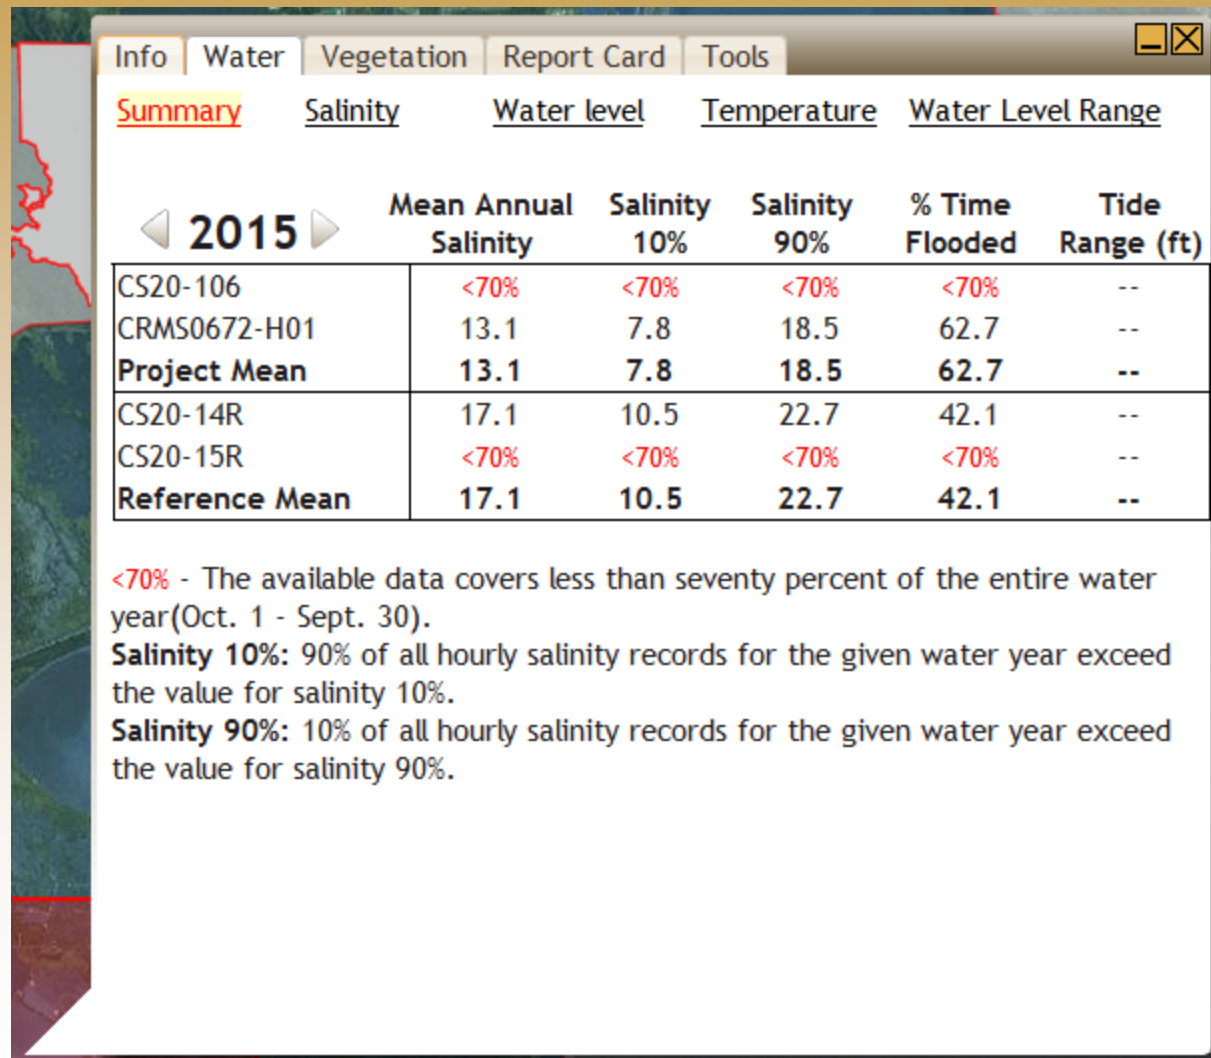 Info Water Vegetation Report Card Tools
Summary Salinity Water level Temperature Water Level Range
2015 Mean Annual Salinity Salinity 10% Salinity 90% % Time Flooded Tide Range (ft)
CS20-106 <70% <70% <70% <70% --
CRMS0672-H01 13.1 7.8 18.5 62.7 --
Project Mean 13.1 7.8 18.5 62.7 --
CS20-14R 17.1 10.5 22.7 42.1 --
CS20-15R <70% <70% <70% <70% --
Reference Mean 17.1 10.5 22.7 42.1 --
<70% - The available data covers less than seventy percent of the entire water
year(Oct. 1 - Sept. 30).
Salinity 10%: 90% of all hourly salinity records for the given water year exceed
the value for salinity 10%.
Salinity 90%: 10% of all hourly salinity records for the given water year exceed
the value for salinity 90%.